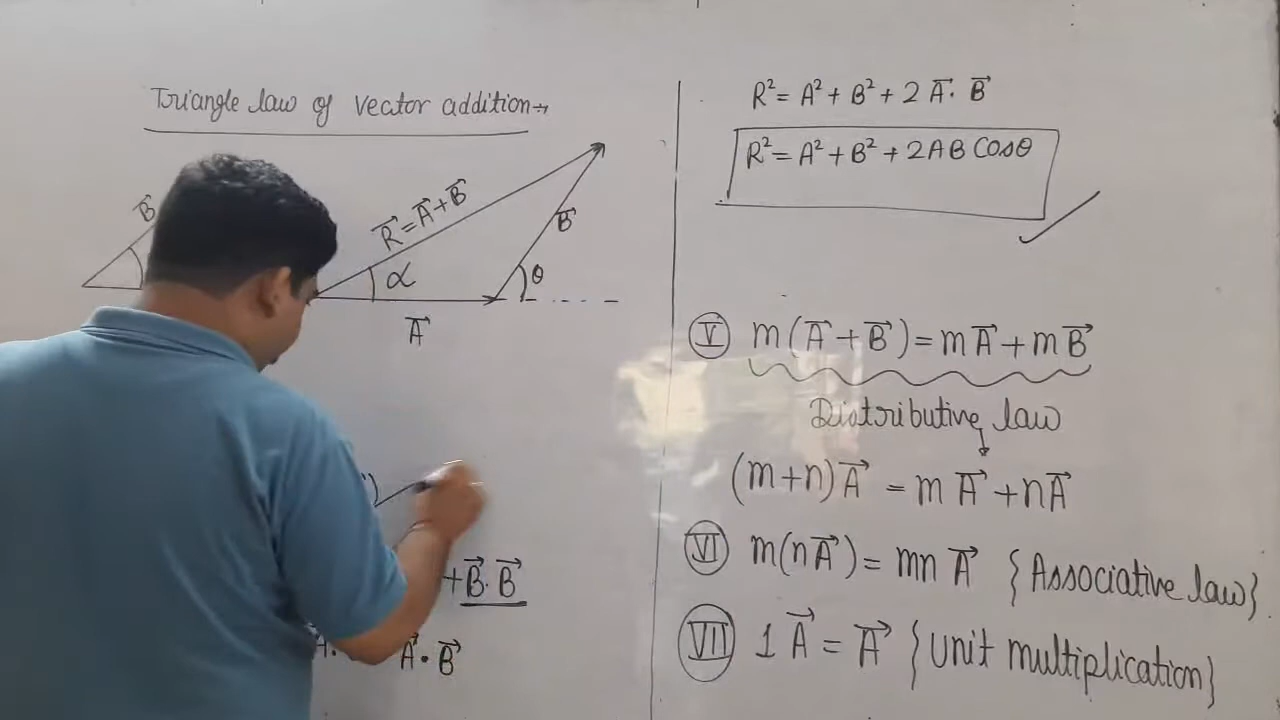 Triangle law of vector addition→
B⃗
R⃗ = A⃗ + B⃗
B⃗
α
θ
A⃗
+ B⃗. B⃗
A⃗ • B⃗
R² = A² + B² + 2 A⃗. B⃗
R² = A² + B² + 2AB Cosθ
Ⅴ m(A⃗ + B⃗) = mA⃗ + mB⃗
Distributive law
(m+n)A⃗ = m A⃗ + nA⃗
Ⅵ m(nA⃗) = mn A⃗ {Associative law}
Ⅶ 1 A⃗ = A⃗ {Unit multiplication}